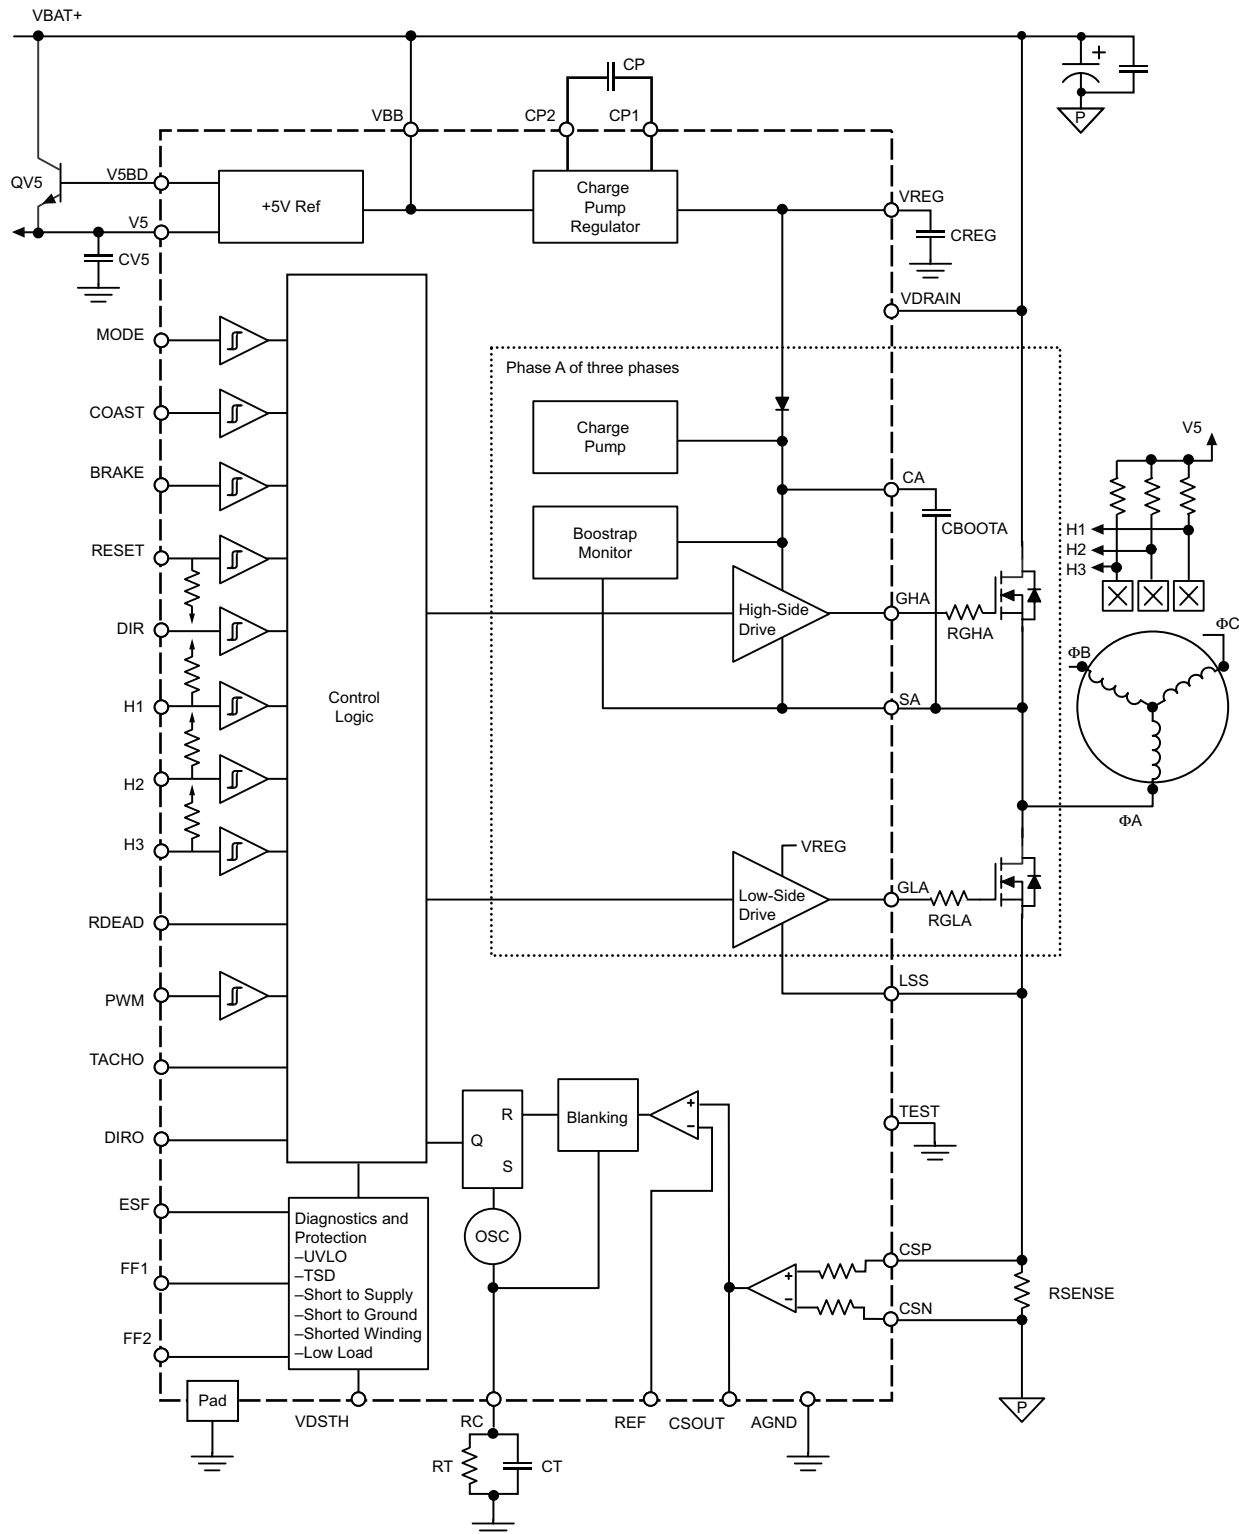 VBAT+
CP
VBB
CP2
CP1
QV5
V5BD
+5V Ref
Charge
Pump
Regulator
VREG
V5
CV5
CREG
VDRAIN
MODE
Phase A of three phases
COAST
Charge
Pump
V5
BRAKE
CA
CBOOTA
RESET
Boostrap
Monitor
H1
H2
H3
DIR
High-Side
Drive
GHA
RGHA
ΦC
ΦB
H1
Control
Logic
SA
H2
ΦA
H3
VREG
Low-Side
Drive
GLA
RGLA
RDEAD
LSS
PWM
TACHO
R
Q
S
Blanking
+
–
TEST
DIRO
ESF
Diagnostics and
Protection
–UVLO
–TSD
–Short to Supply
–Short to Ground
–Shorted Winding
–Low Load
OSC
CSP
+
–
CSN
RSENSE
FF1
FF2
Pad
VDSTH
RC
REF
CSOUT
AGND
P
RT
CT
+
P